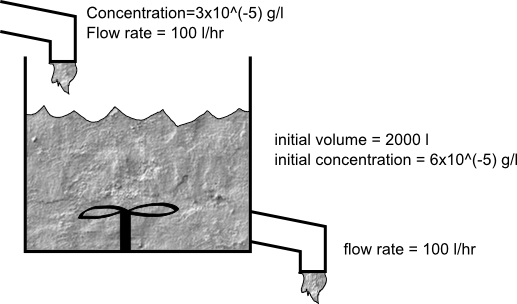 Concentration=3x10^(-5) g/l
Flow rate = 100 l/hr
initial volume = 2000 l
initial concentration = 6x10^(-5) g/l
flow rate = 100 l/hr